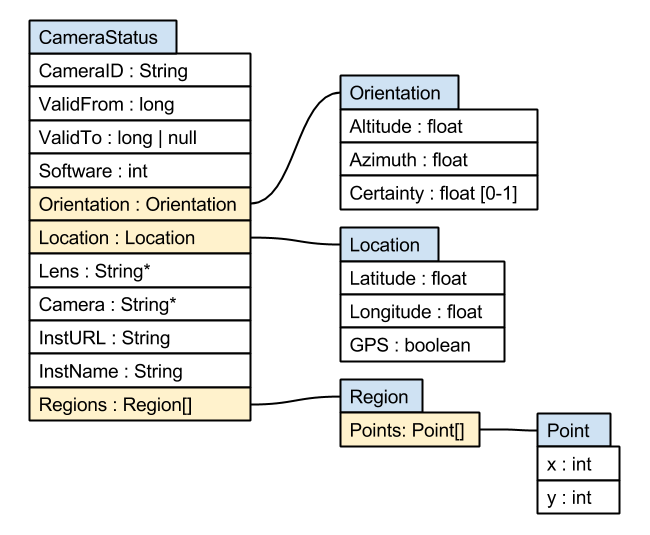 CameraStatus
CameraID : String
ValidFrom : long
ValidTo : long | null
Software : int
Orientation : Orientation
Location : Location
Lens : String*
Camera : String*
InstURL : String
InstName : String
Regions : Region[]
Orientation
Altitude : float
Azimuth : float
Certainty : float [0-1]
Location
Latitude : float
Longitude : float
GPS : boolean
Region
Points: Point[]
Point
x : int
y : int